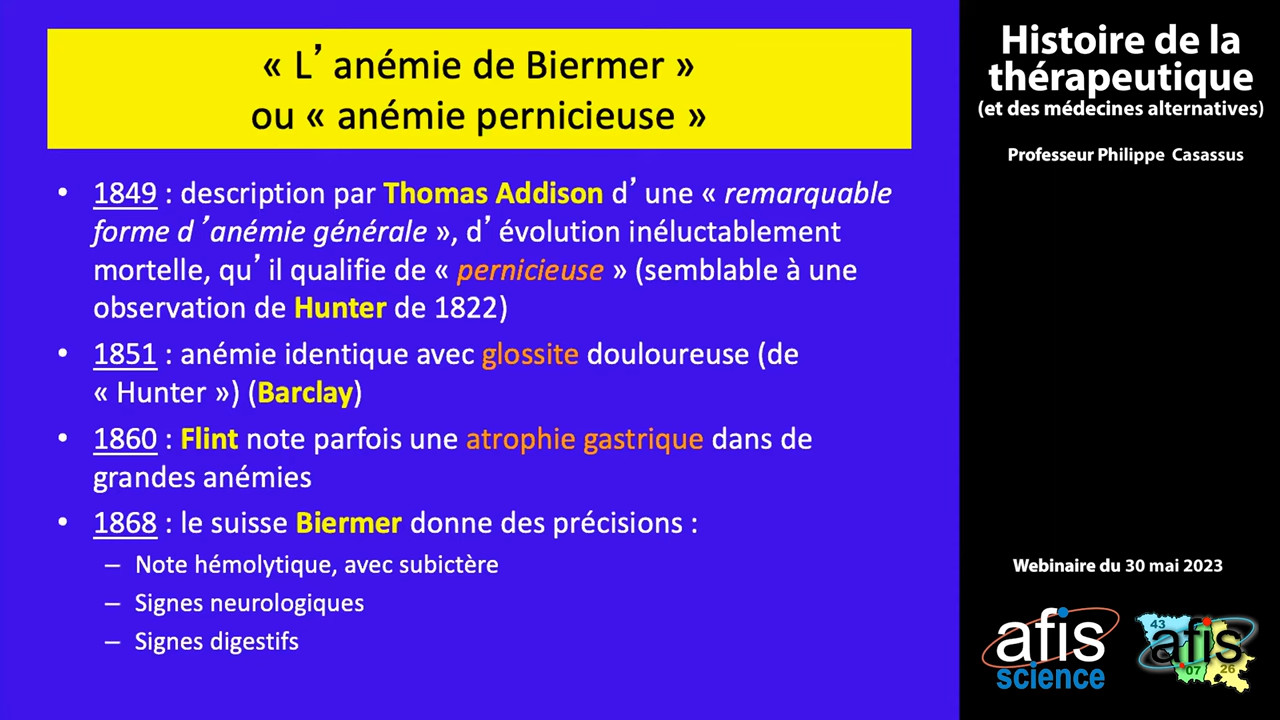 « L’ anémie de Biermer »
ou « anémie pernicieuse »
• 1849 : description par Thomas Addison d’ une « remarquable
forme d ’anémie générale », d’ évolution inéluctablement
mortelle, qu’ il qualifie de « pernicieuse » (semblable à une
observation de Hunter de 1822)
• 1851 : anémie identique avec glossite douloureuse (de
« Hunter ») (Barclay)
• 1860 : Flint note parfois une atrophie gastrique dans de
grandes anémies
• 1868 : le suisse Biermer donne des précisions :
– Note hémolytique, avec subictère
– Signes neurologiques
– Signes digestifs
Histoire de la
thérapeutique
(et des médecines alternatives)
Professeur Philippe Casassus
Webinaire du 30 mai 2023
afis
science
43
afis
07
26